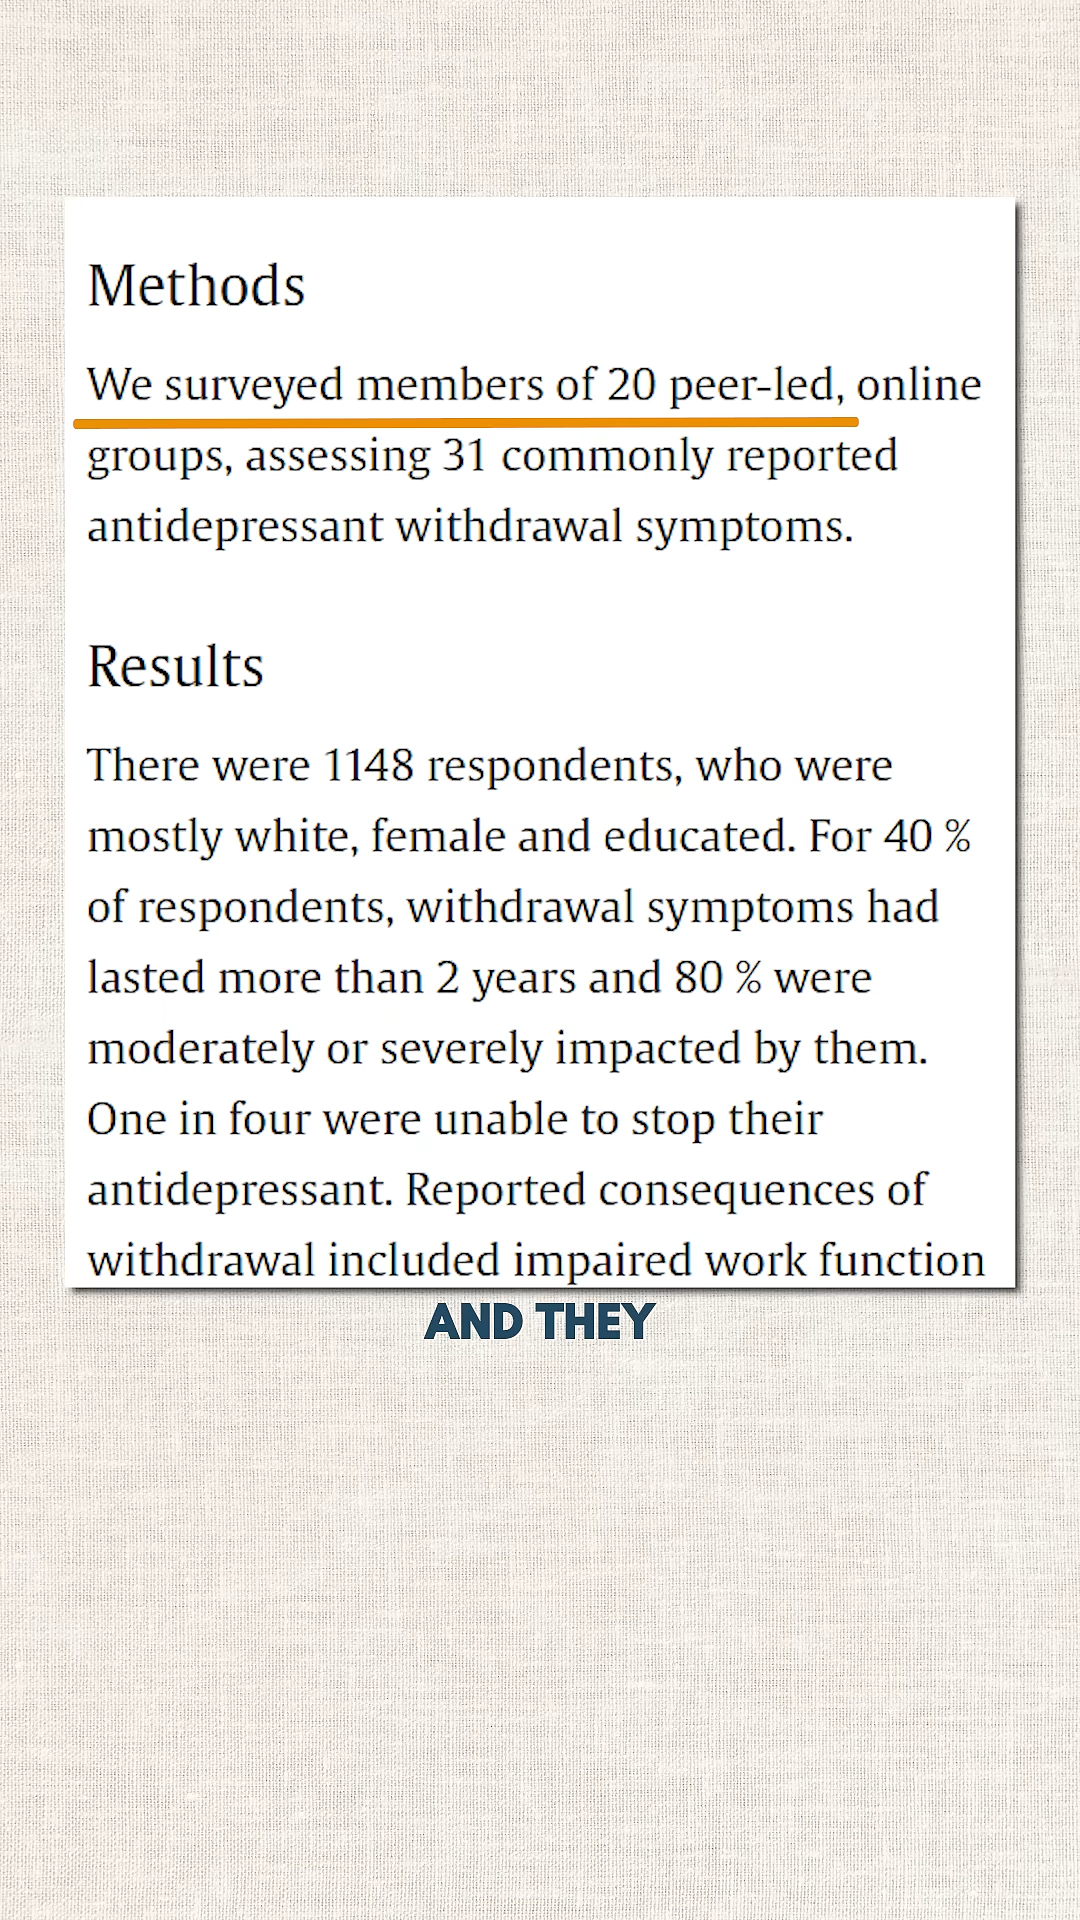 Methods
We surveyed members of 20 peer-led, online
groups, assessing 31 commonly reported
antidepressant withdrawal symptoms.
Results
There were 1148 respondents, who were
mostly white, female and educated. For 40 %
of respondents, withdrawal symptoms had
lasted more than 2 years and 80 % were
moderately or severely impacted by them.
One in four were unable to stop their
antidepressant. Reported consequences of
withdrawal included impaired work function
AND THEY